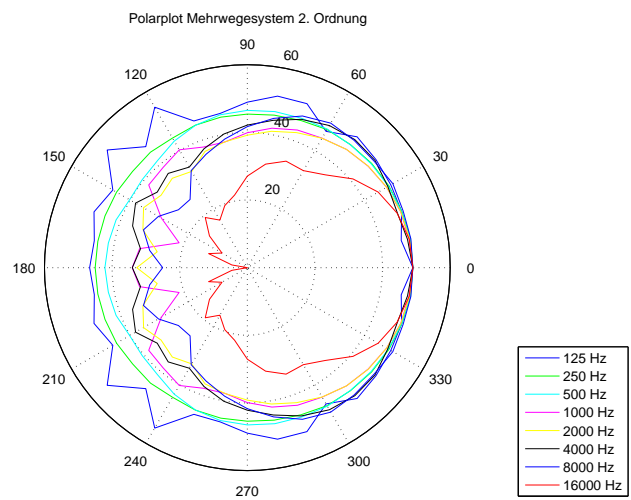 Polarplot Mehrwegesystem 2. Ordnung
90
60
120
60
40
150
30
20
180
0
210
330
240
300
270
125 Hz
250 Hz
500 Hz
1000 Hz
2000 Hz
4000 Hz
8000 Hz
16000 Hz